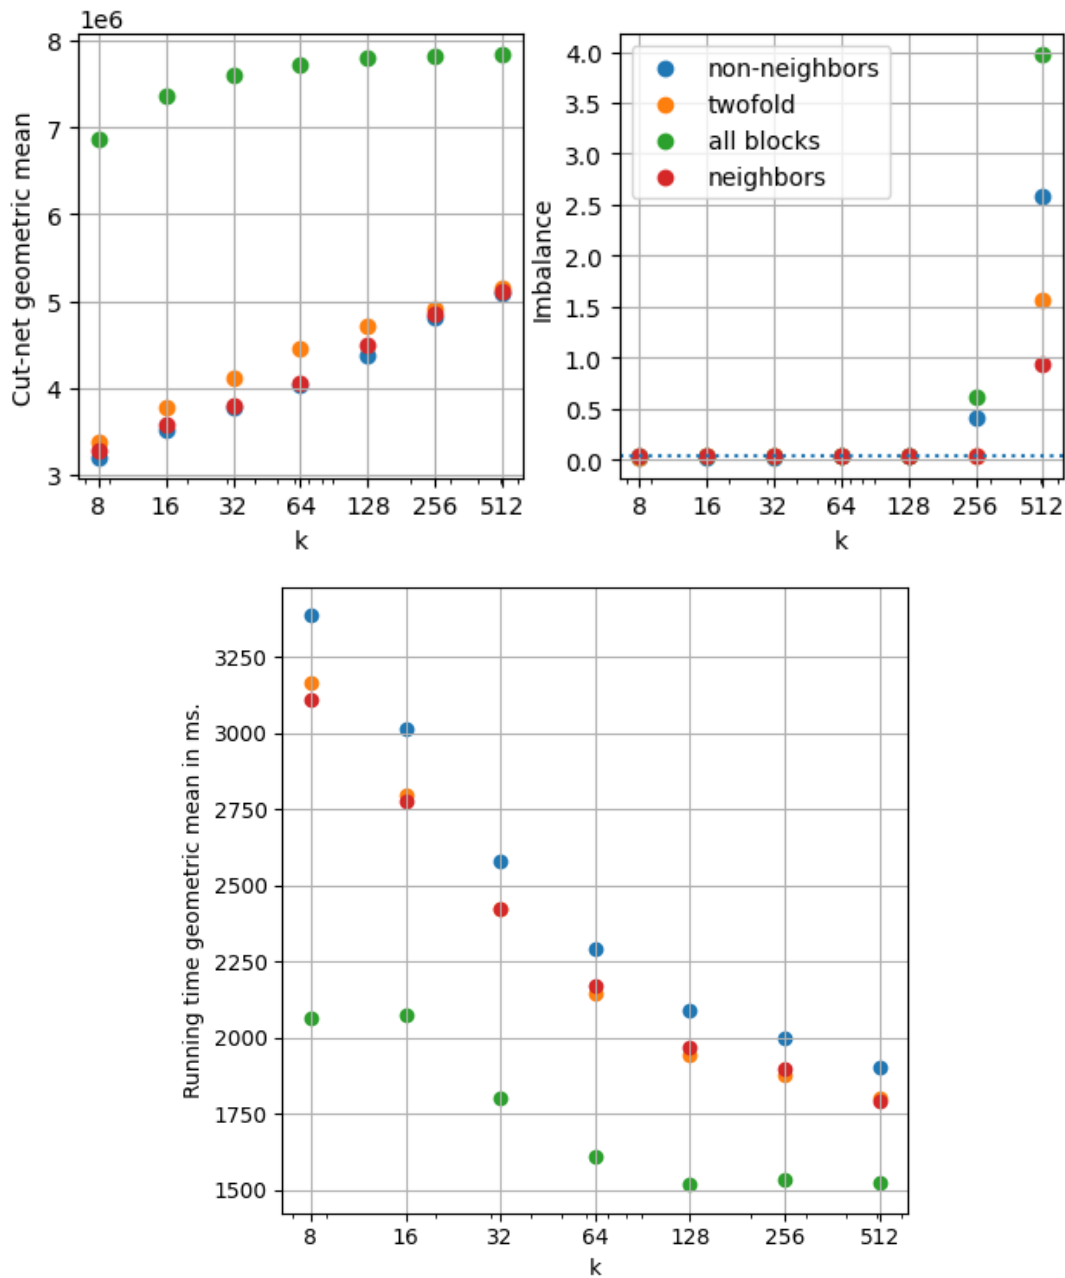 1e6
Cut-net geometric mean
8
7
6
5
4
3
8 16 32 64 128 256 512
k
Imbalance
4.0
3.5
3.0
2.5
2.0
1.5
1.0
0.5
0.0
non-neighbors
twofold
all blocks
neighbors
8 16 32 64 128 256 512
k
Running time geometric mean in ms.
3250
3000
2750
2500
2250
2000
1750
1500
8 16 32 64 128 256 512
k